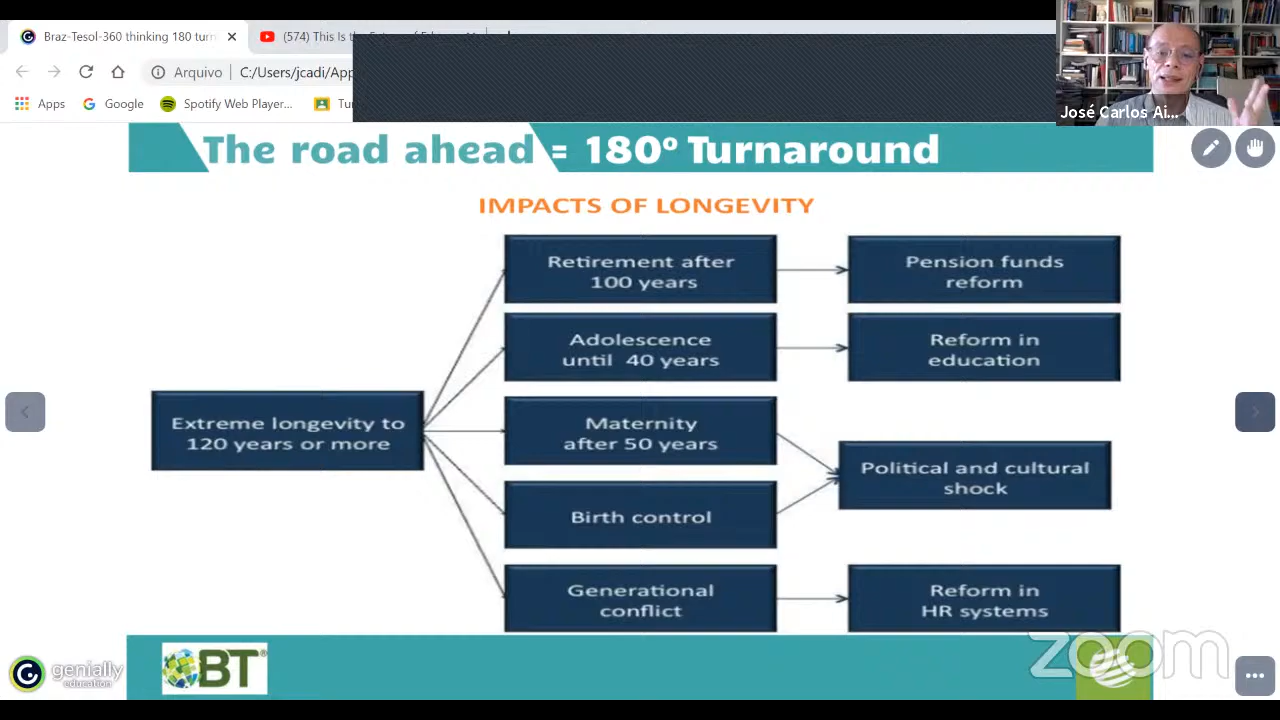 Braz-Tesol-360 thinking 180 turn
(574) This Is the
Arquivo
C:/Users/jcadi/App
Apps
Google
Spotify Web Player...
José Carlos Ai...
The road ahead = 180º Turnaround
IMPACTS OF LONGEVITY
Retirement after
100 years
Pension funds
reform
Adolescence
until 40 years
Reform in
education
Extreme longevity to
120 years or more
Maternity
after 50 years
Political and cultural
shock
Birth control
Generational
conflict
Reform in
HR systems
genially
education
BT
zoom